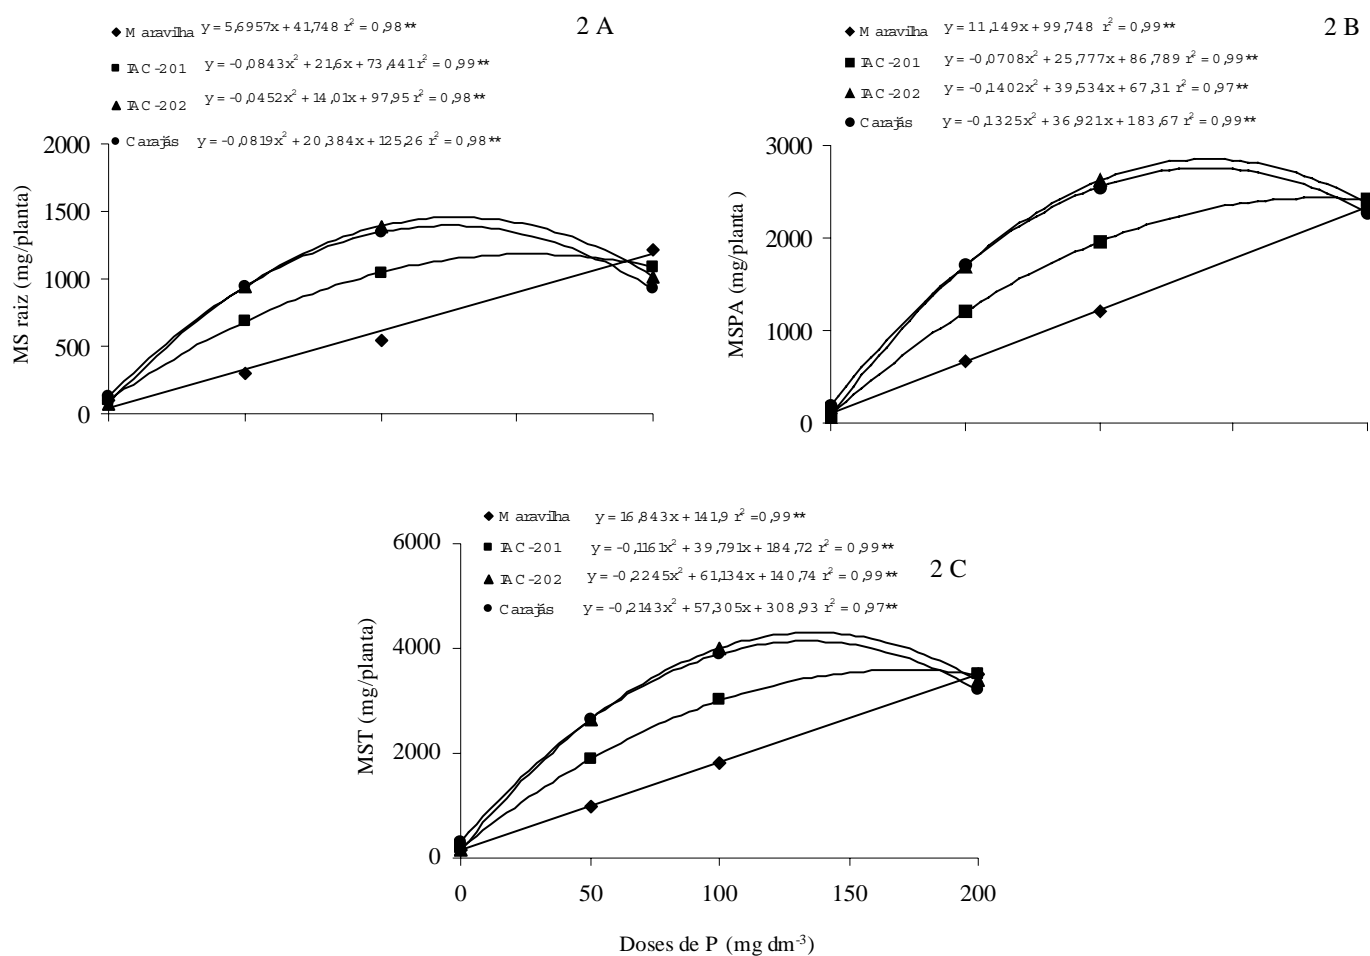 2 A
Maravilha y = 5,6957x + 41,748 r² = 0,98**
IAC-201 y = -0,0843x² + 21,6x + 73,441 r² = 0,99**
IAC-202 y = -0,0452x² + 14,01x + 97,95 r² = 0,98**
Carajás y = -0,0819x² + 20,384x + 125,26 r² = 0,98**
MS raiz (mg/planta)
2000
1500
1000
500
0
2 B
Maravilha y = 11,149x + 99,748 r² = 0,99**
IAC-201 y = -0,0708x² + 25,777x + 86,789 r² = 0,99**
IAC-202 y = -0,1402x² + 39,534x + 67,31 r² = 0,97**
Carajás y = -0,1325x² + 36,921x + 183,67 r² = 0,99**
MSPA (mg/planta )
3000
2000
1000
0
2 C
Maravilha y = 16,843x + 141,9 r² = 0,99**
IAC-201 y = -0,1161x² + 39,791x + 184,72 r² = 0,99**
IAC-202 y = -0,2245x² + 61,134x + 140,74 r² = 0,99**
Carajás y = -0,2143x² + 57,305x + 308,93 r² = 0,97**
MST (mg/planta)
6000
4000
2000
0
0 50 100 150 200
Doses de P (mg dm⁻³)